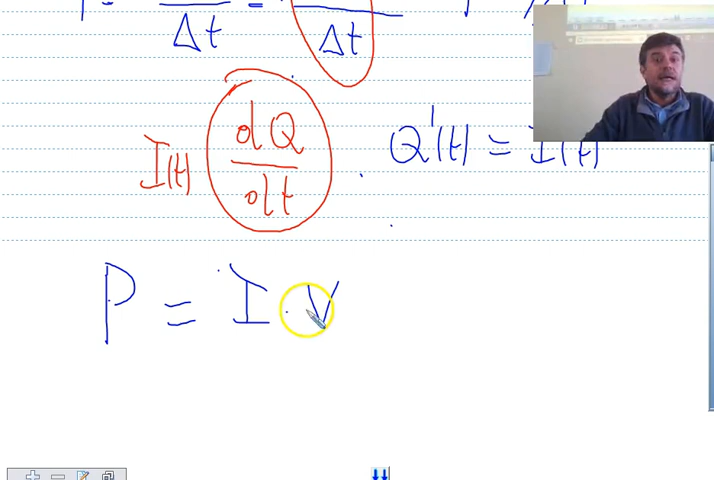 Δt = Δt
I(t) dQ/dt . Q'(t) = I(t)
P = I . V